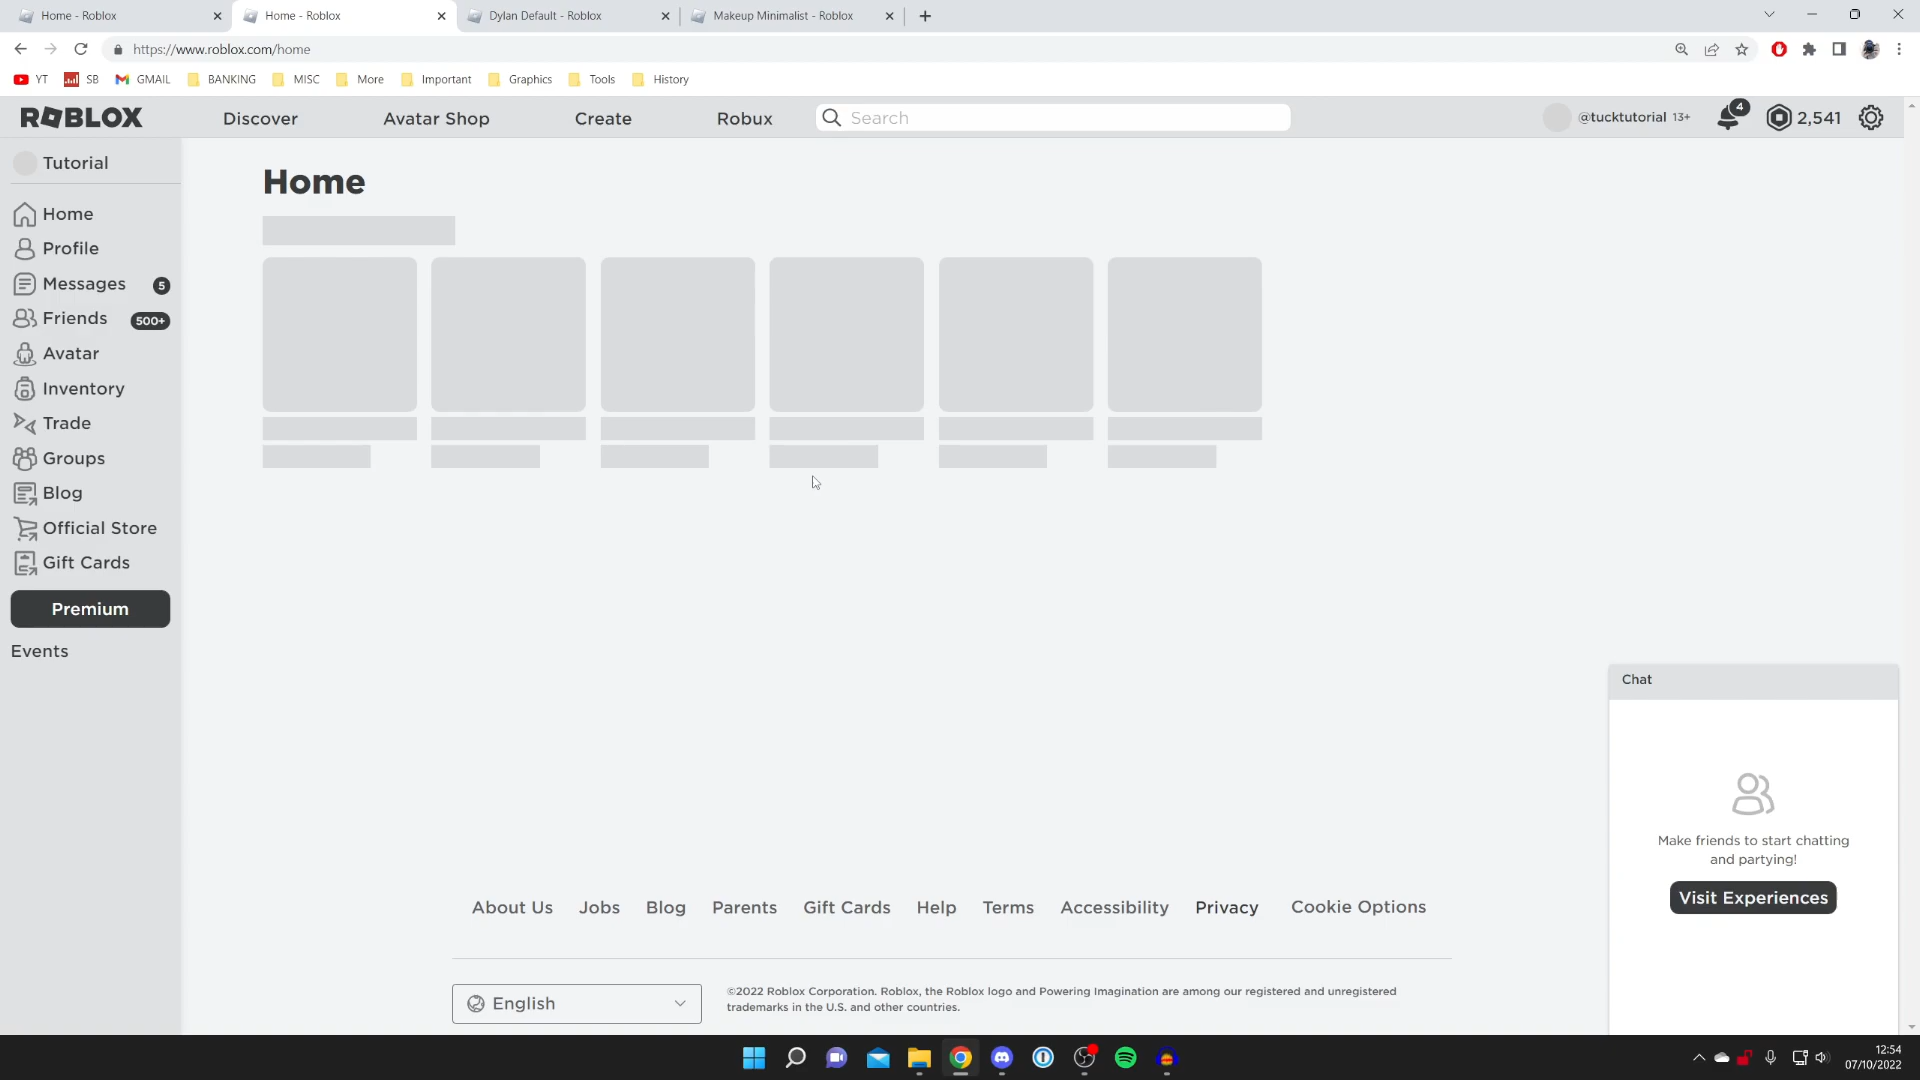 Home - Roblox
Home - Roblox
Dylan Default - Roblox
Makeup Minimalist - Roblox
https://www.roblox.com/home
YT
SB
GMAIL
BANKING
MISC
More
Important
Graphics
Tools
History
ROBLOX
Discover
Avatar Shop
Create
Robux
Search
@tucktutorial 13+
4
2,541
Tutorial
Home
Profile
Messages 5
Friends 500+
Avatar
Inventory
Trade
Groups
Blog
Official Store
Gift Cards
Premium
Events
Home
Chat
Make friends to start chatting
and partying!
Visit Experiences
About Us
Jobs
Blog
Parents
Gift Cards
Help
Terms
Accessibility
Privacy
Cookie Options
English
©2022 Roblox Corporation. Roblox, the Roblox logo and Powering Imagination are among our registered and unregistered
trademarks in the U.S. and other countries.
12:54
07/10/2022